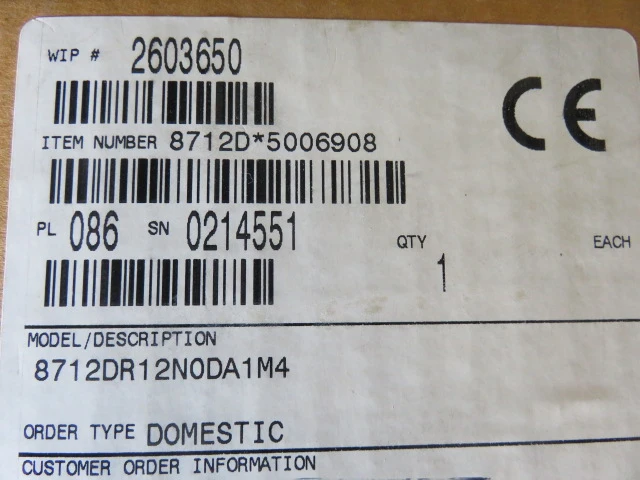 WIP # 2603650
CE
ITEM NUMBER 8712D*5006908
PL 086 SN 0214551
QTY 1 EACH
MODEL/DESCRIPTION
8712DR12N0DA1M4
ORDER TYPE DOMESTIC
CUSTOMER ORDER INFORMATION